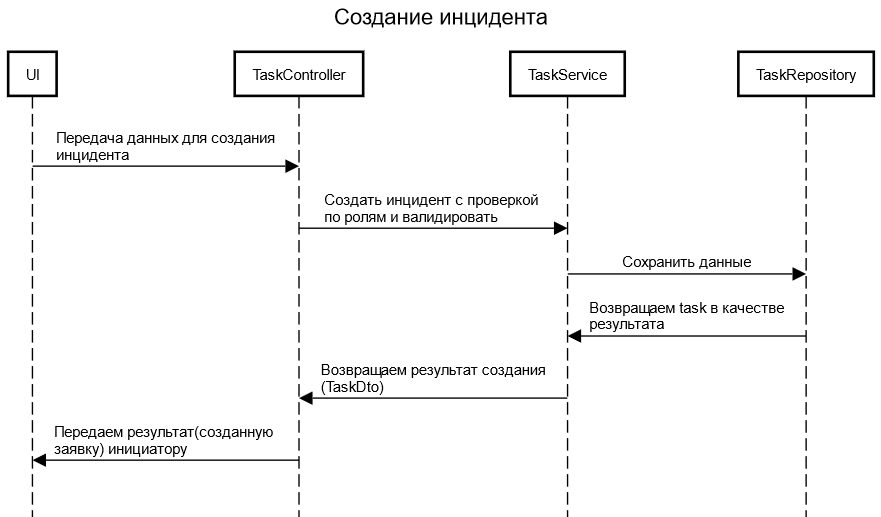 Создание инцидента
UI
TaskController
TaskService
TaskRepository
Передача данных для создания
инцидента
Создать инцидент с проверкой
по ролям и валидировать
Сохранить данные
Возвращаем task в качестве
результата
Возвращаем результат создания
(TaskDto)
Передаем результат(созданную
заявку) инициатору